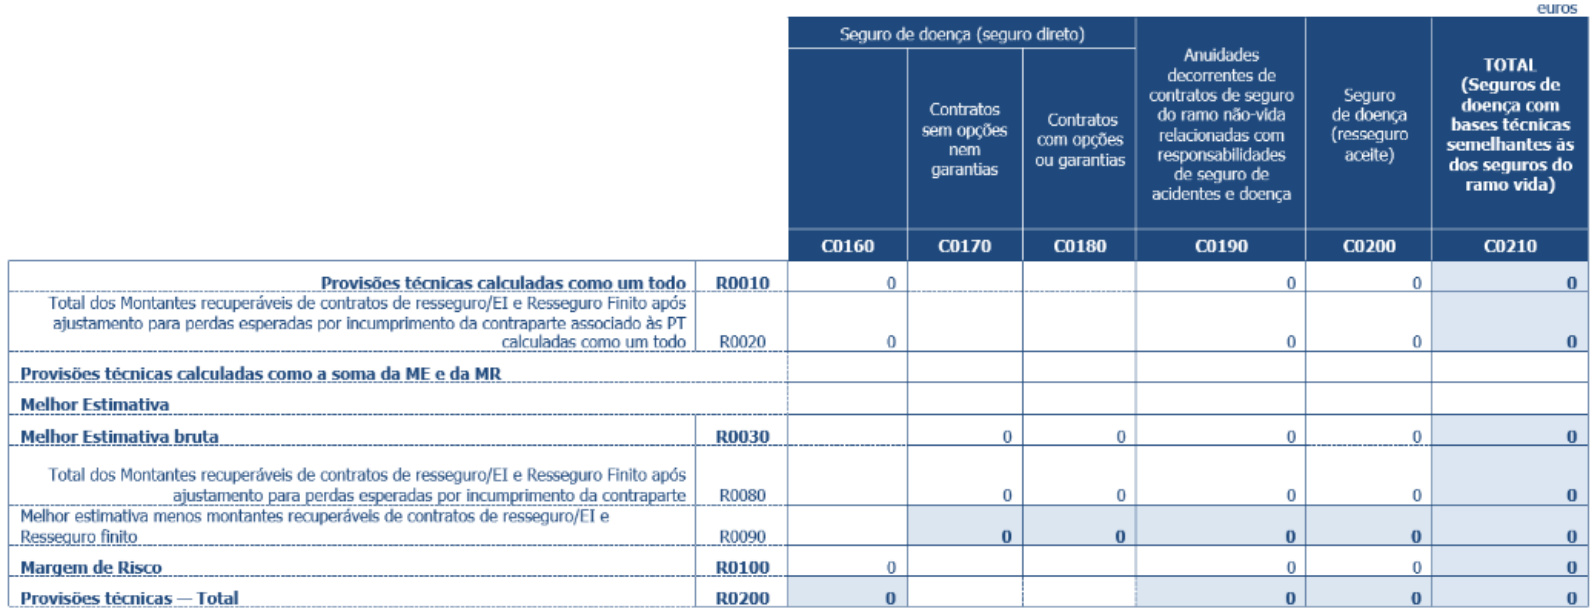 euros
Seguro de doença (seguro direto)
Contratos
sem opções
nem
garantias
Contratos
com opções
ou garantias
Anuidades
decorrentes de
contratos de seguro
do ramo não-vida
relacionadas com
responsabilidades
de seguro de
acidentes e doença
Seguro
de doença
(resseguro
aceite)
TOTAL
(Seguros de
doença com
bases técnicas
semelhantes às
dos seguros do
ramo vida)
C0160 C0170 C0180 C0190 C0200 C0210
Provisões técnicas calculadas como um todo R0010 0 0 0 0
Total dos Montantes recuperáveis de contratos de resseguro/EI e Resseguro Finito após
ajustamento para perdas esperadas por incumprimento da contraparte associado às PT
calculadas como um todo R0020 0 0 0 0
Provisões técnicas calculadas como a soma da ME e da MR
Melhor Estimativa
Melhor Estimativa bruta R0030 0 0 0 0 0
Total dos Montantes recuperáveis de contratos de resseguro/EI e Resseguro Finito após
ajustamento para perdas esperadas por incumprimento da contraparte R0080 0 0 0 0 0
Melhor estimativa menos montantes recuperáveis de contratos de resseguro/EI e
Resseguro finito R0090 0 0 0 0 0
Margem de Risco R0100 0 0 0 0
Provisões técnicas — Total R0200 0 0 0 0